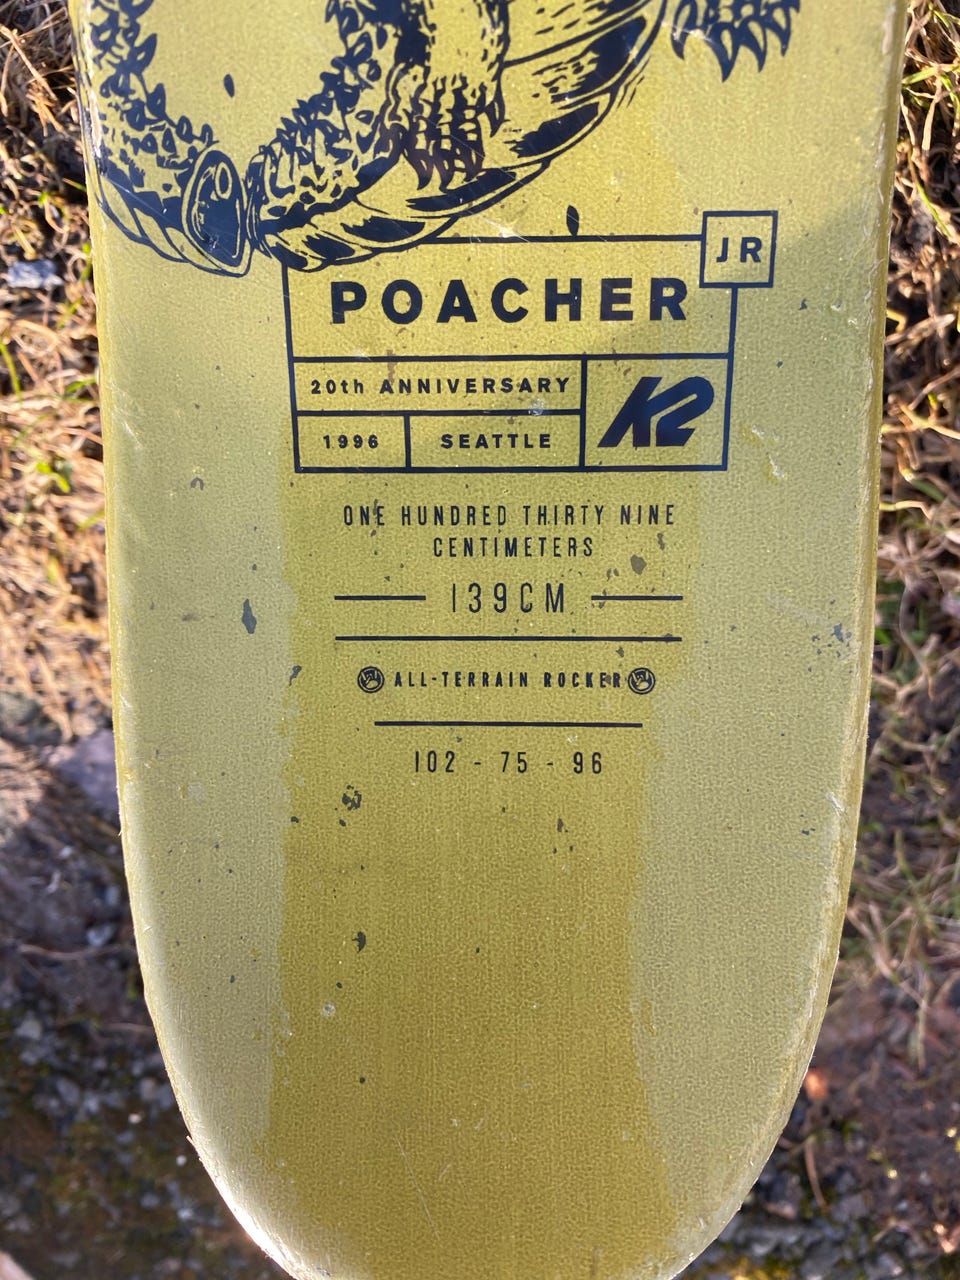 JR
POACHER
20th ANNIVERSARY
K2
1996 SEATTLE
ONE HUNDRED THIRTY NINE
CENTIMETERS
139CM
ALL-TERRAIN ROCKER
102 - 75 - 96